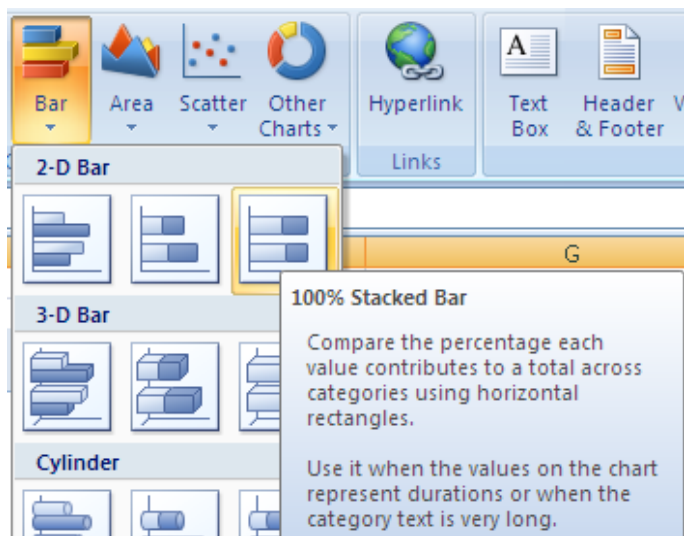 Bar Area Scatter Other Charts Hyperlink Text Box Header & Footer
Links
2-D Bar
G
100% Stacked Bar
3-D Bar
Compare the percentage each
value contributes to a total across
categories using horizontal
rectangles.
Cylinder
Use it when the values on the chart
represent durations or when the
category text is very long.